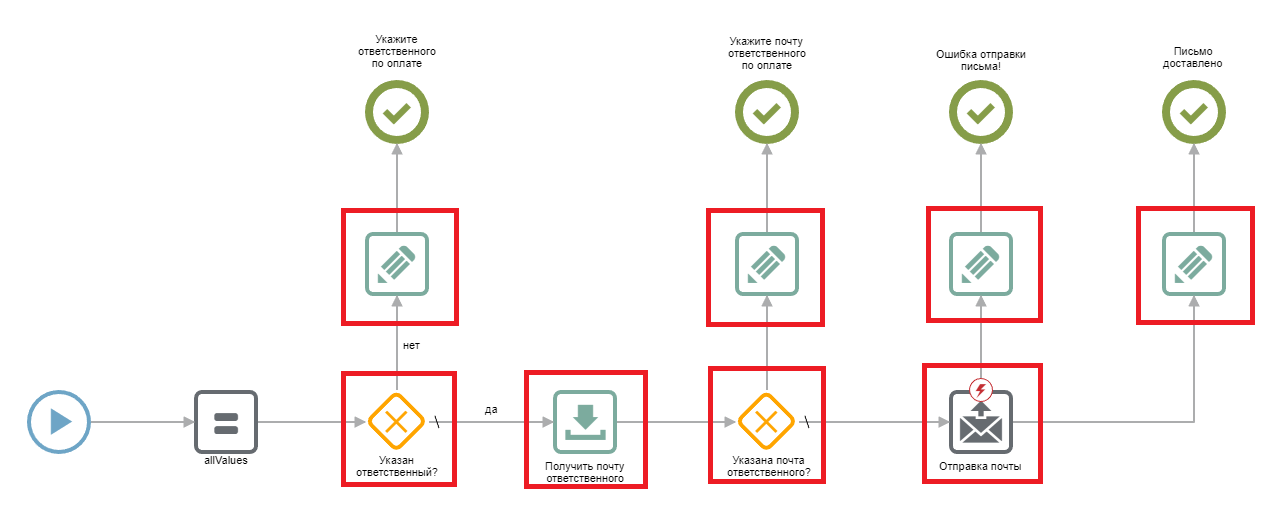 Укажите
ответственного
по оплате
Укажите почту
ответственного
по оплате
Ошибка отправки
письма!
Письмо
доставлено
нет
да
allValues
Указан
ответственный?
Получить почту
ответственного
Указана почта
ответственного?
Отправка почты